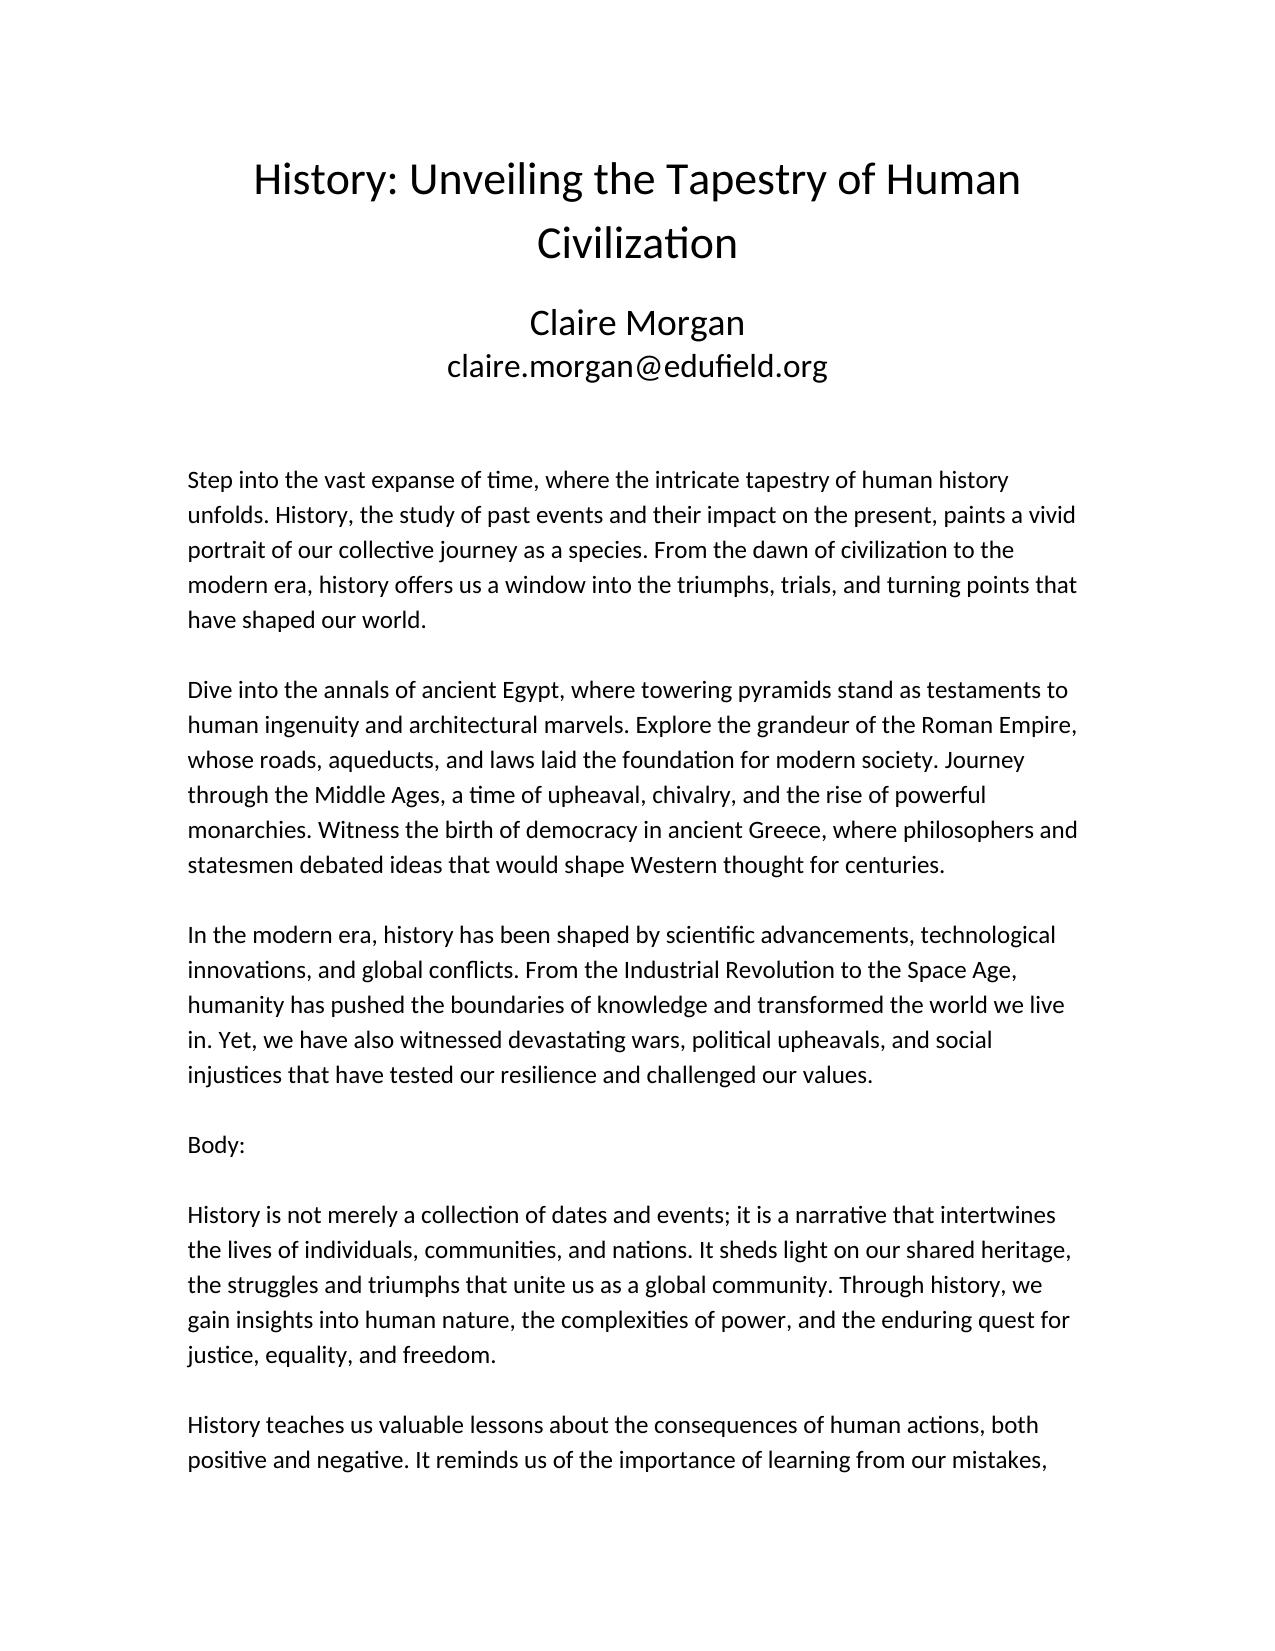 History: Unveiling the Tapestry of Human
Civilization
Claire Morgan
claire.morgan@edufield.org
Step into the vast expanse of time, where the intricate tapestry of human history
unfolds. History, the study of past events and their impact on the present, paints a vivid
portrait of our collective journey as a species. From the dawn of civilization to the
modern era, history offers us a window into the triumphs, trials, and turning points that
have shaped our world.
Dive into the annals of ancient Egypt, where towering pyramids stand as testaments to
human ingenuity and architectural marvels. Explore the grandeur of the Roman Empire,
whose roads, aqueducts, and laws laid the foundation for modern society. Journey
through the Middle Ages, a time of upheaval, chivalry, and the rise of powerful
monarchies. Witness the birth of democracy in ancient Greece, where philosophers and
statesmen debated ideas that would shape Western thought for centuries.
In the modern era, history has been shaped by scientific advancements, technological
innovations, and global conflicts. From the Industrial Revolution to the Space Age,
humanity has pushed the boundaries of knowledge and transformed the world we live
in. Yet, we have also witnessed devastating wars, political upheavals, and social
injustices that have tested our resilience and challenged our values.
Body:
History is not merely a collection of dates and events; it is a narrative that intertwines
the lives of individuals, communities, and nations. It sheds light on our shared heritage,
the struggles and triumphs that unite us as a global community. Through history, we
gain insights into human nature, the complexities of power, and the enduring quest for
justice, equality, and freedom.
History teaches us valuable lessons about the consequences of human actions, both
positive and negative. It reminds us of the importance of learning from our mistakes,